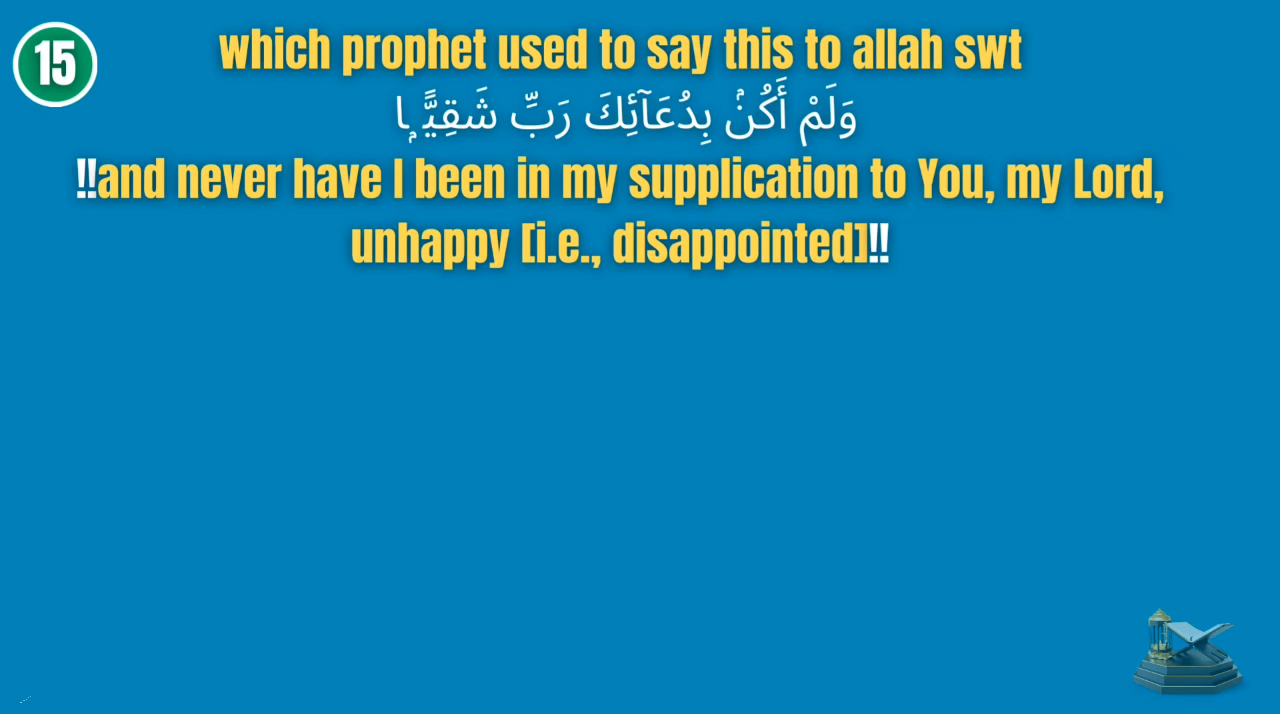 15
which prophet used to say this to allah swt
وَلَمْ أَكُنۢ بِدُعَآئِكَ رَبِّ شَقِيًّۭا
!!and never have I been in my supplication to You, my Lord,
unhappy [i.e., disappointed]!!